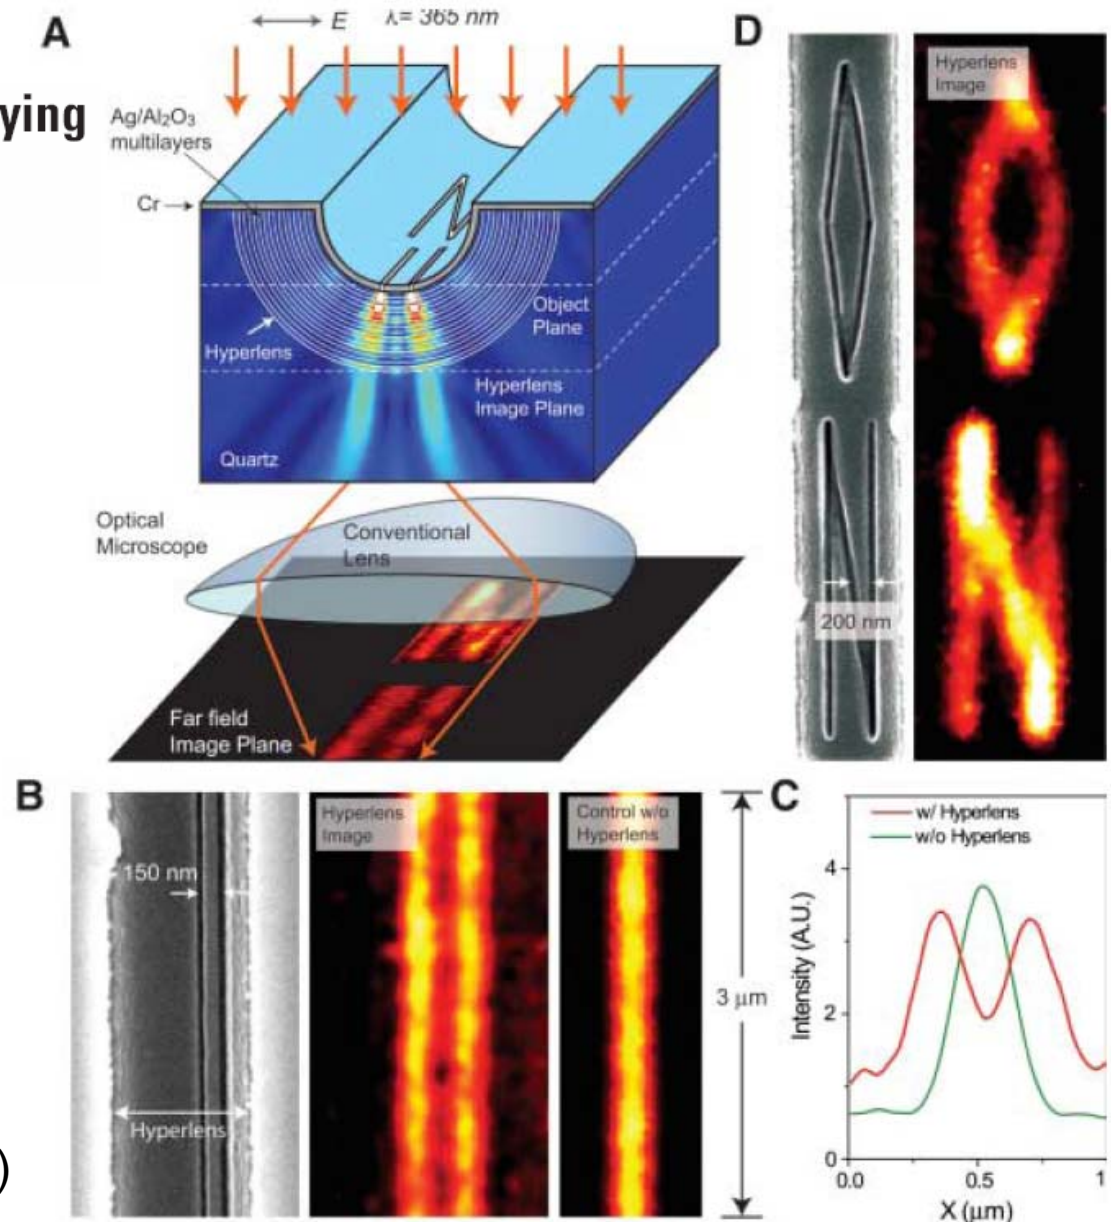 A
E
λ= 365 nm
ying
Ag/Al₂O₃
multilayers
Cr
Object
Plane
Hyperlens
Hyperlens
Image Plane
Quartz
Optical
Microscope
Conventional
Lens
Far field
Image Plane
D
Hyperlens
Image
200 nm
B
150 nm
Hyperlens
Hyperlens
Image
Control w/o
Hyperlens
3 μm
C
w/ Hyperlens
w/o Hyperlens
4
2
0
Intensity (A.U.)
0.0
0.5
1
X (μm)
)